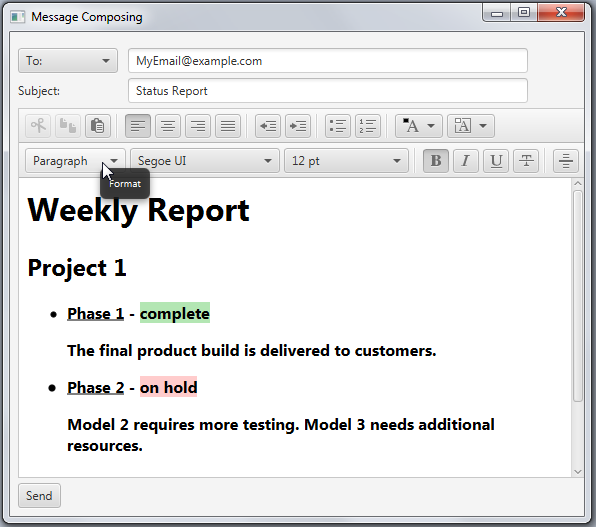 Message Composing
To: MyEmail@example.com
Subject: Status Report
A A
Paragraph Segoe UI 12 pt B I U T
Format
Weekly Report
Project 1
• Phase 1 - complete
The final product build is delivered to customers.
• Phase 2 - on hold
Model 2 requires more testing. Model 3 needs additional
resources.
Send